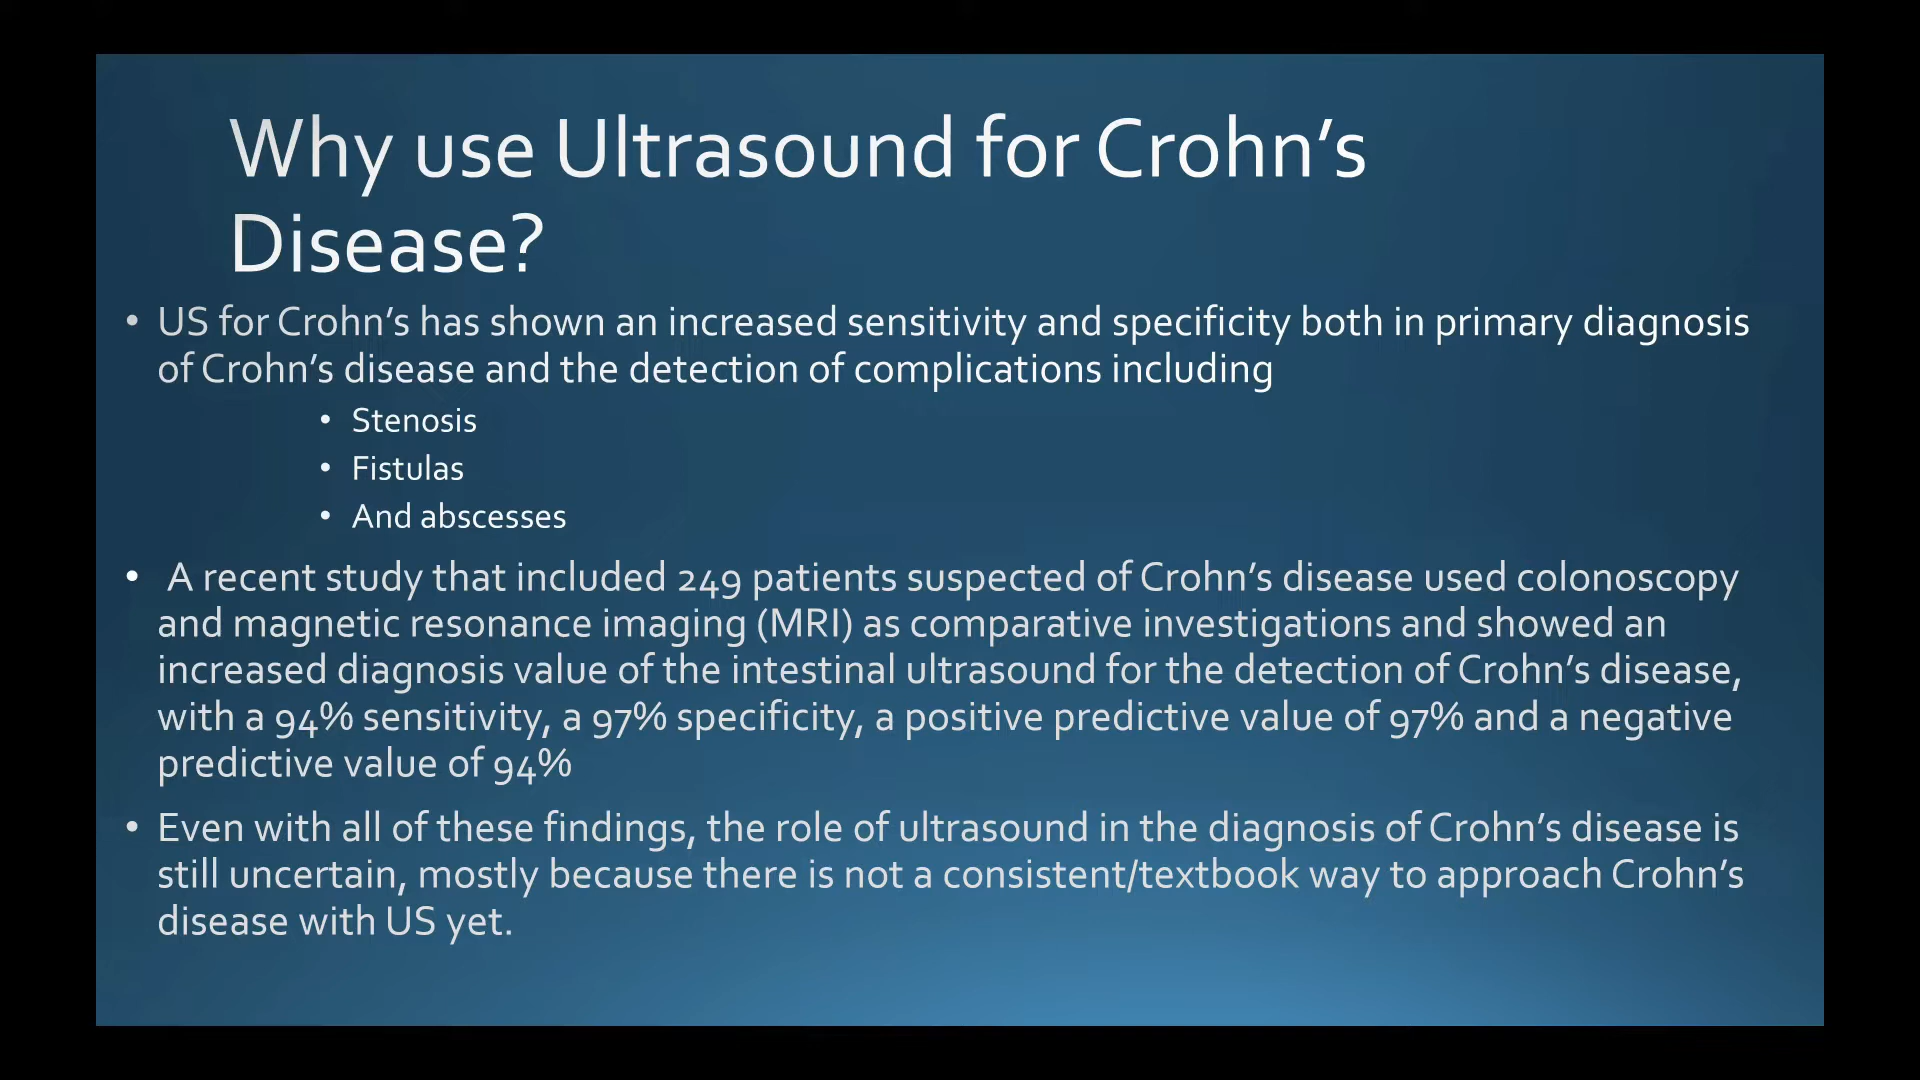 Why use Ultrasound for Crohn's
Disease?
• US for Crohn's has shown an increased sensitivity and specificity both in primary diagnosis
of Crohn's disease and the detection of complications including
• Stenosis
• Fistulas
• And abscesses
• A recent study that included 249 patients suspected of Crohn's disease used colonoscopy
and magnetic resonance imaging (MRI) as comparative investigations and showed an
increased diagnosis value of the intestinal ultrasound for the detection of Crohn's disease,
with a 94% sensitivity, a 97% specificity, a positive predictive value of 97% and a negative
predictive value of 94%
• Even with all of these findings, the role of ultrasound in the diagnosis of Crohn's disease is
still uncertain, mostly because there is not a consistent/textbook way to approach Crohn's
disease with US yet.